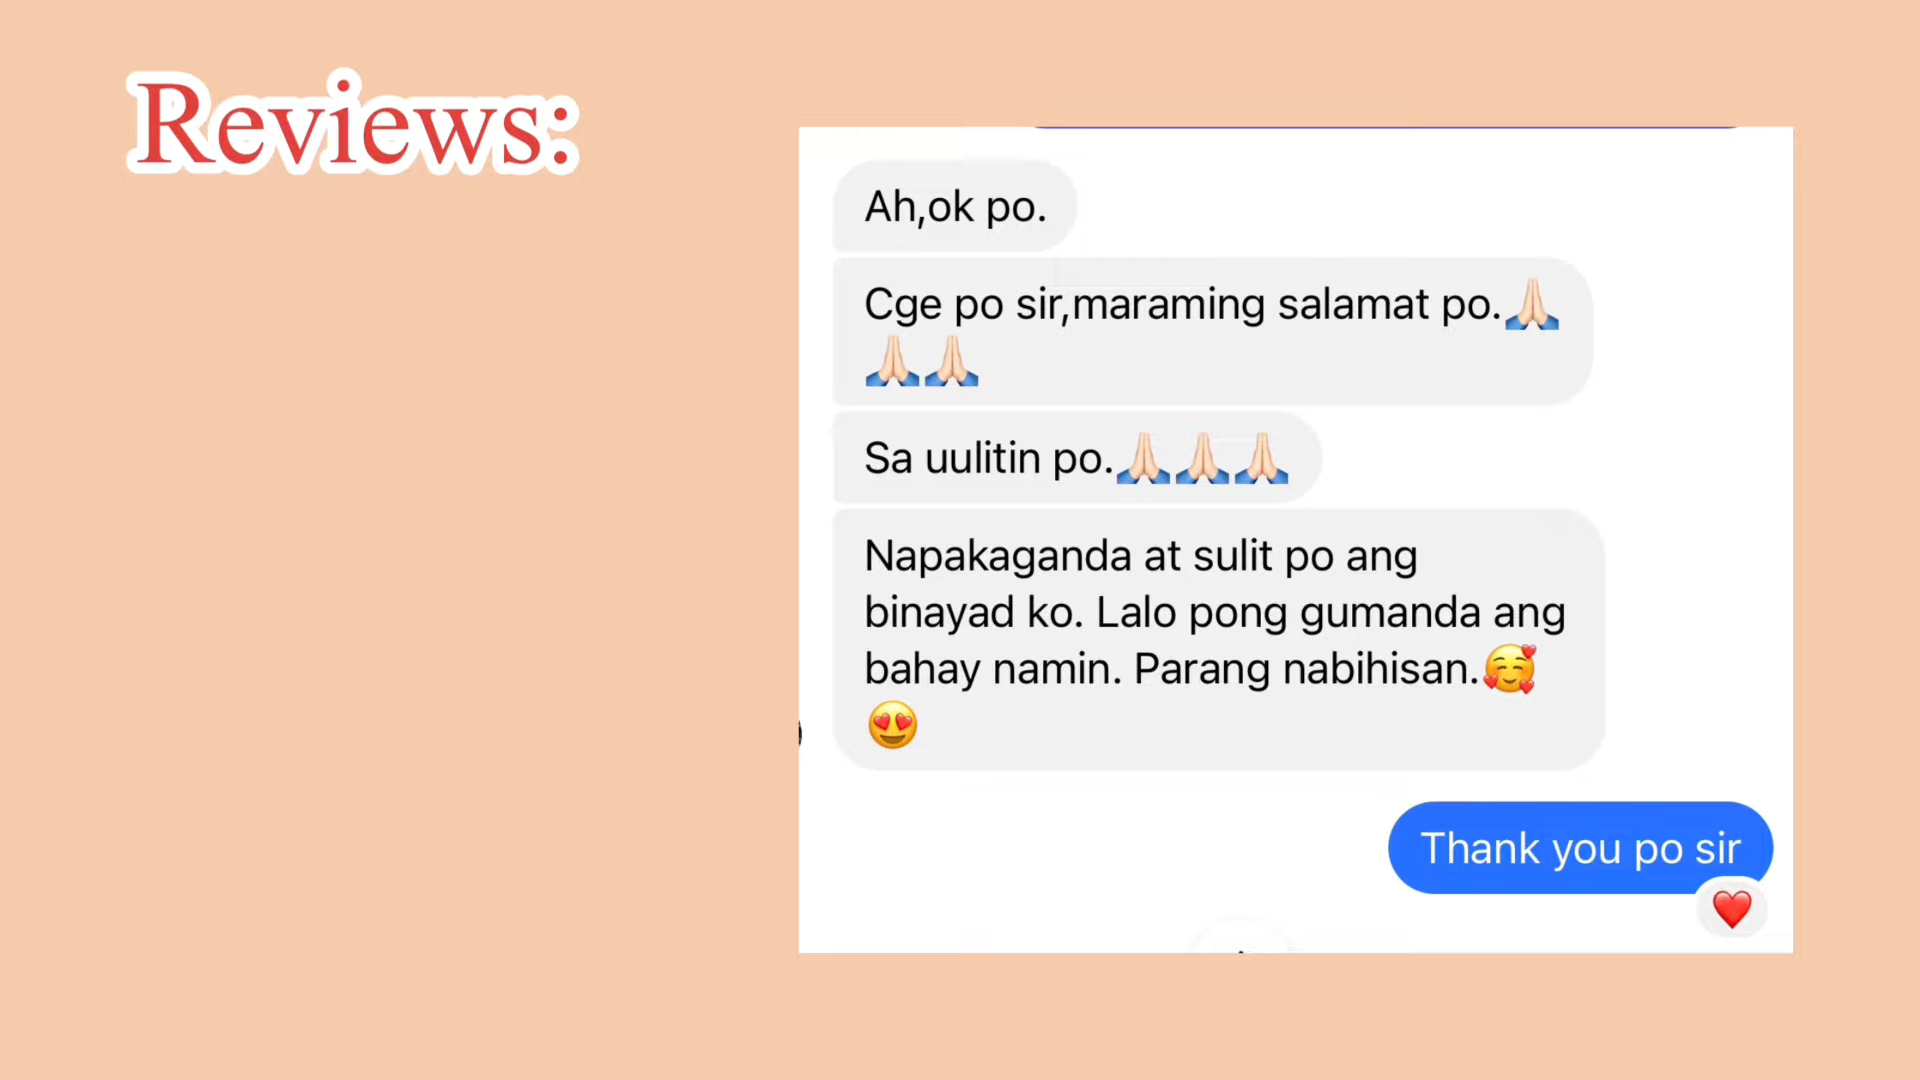 Reviews:
Ah,ok po.
Cge po sir,maraming salamat po.🙏🏻
🙏🏻🙏🏻
Sa uulitin po.🙏🏻🙏🏻🙏🏻
Napakaganda at sulit po ang
binayad ko. Lalo pong gumanda ang
bahay namin. Parang nabihisan.🥰
😍
Thank you po sir
❤️